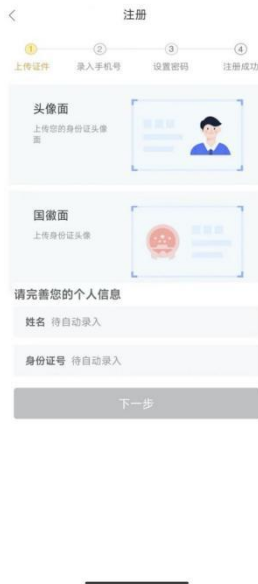 注册
① ② ③ ④
上传证件 录入手机号 设置密码 注册成功
头像面
上传您的身份证头像
面
国徽面
上传身份证头像
请完善您的个人信息
姓名 待自动录入
身份证号 待自动录入
下一步